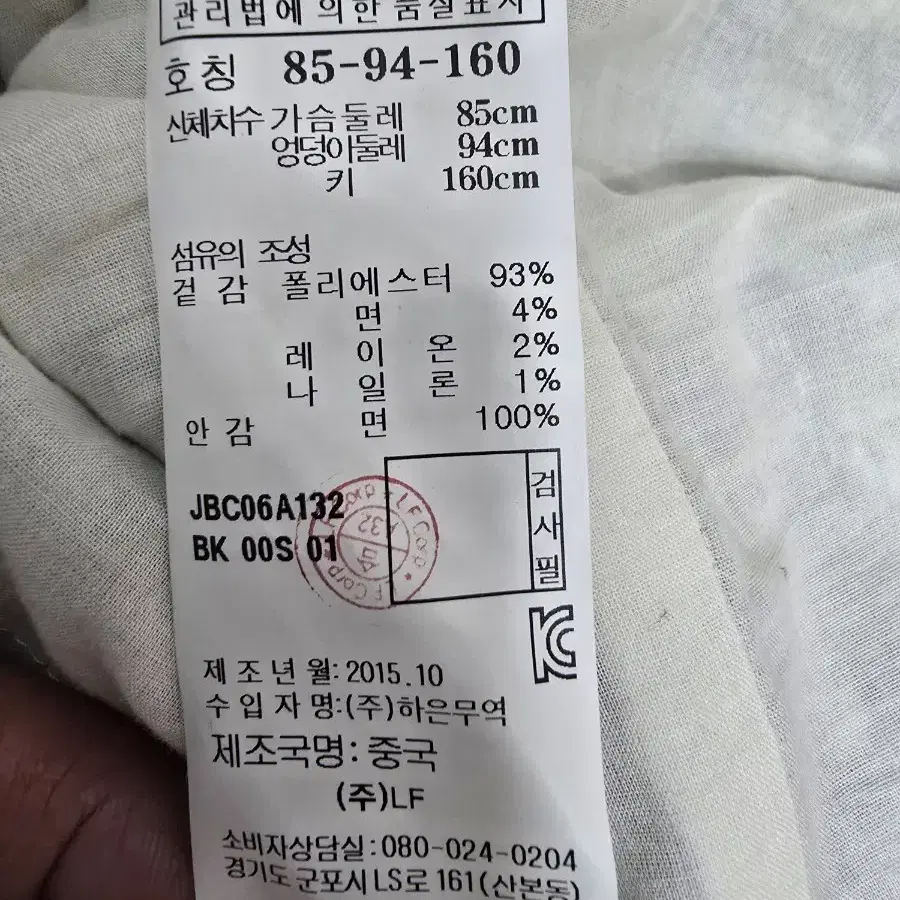 관리법에 의한 품질표시
호칭 85-94-160
신체치수 가슴둘레 85cm
엉덩이둘레 94cm
키 160cm
섬유의 조성
겉 감 폴리에스터 93%
면 4%
레 이 온 2%
나 일 론 1%
안 감 면 100%
JBC06A132
BK 00S 01
LF Corp
LF Corp
32
검사필
제조년월: 2015.10
수입자명:(주)하은무역
제조국명: 중국
(주)LF
소비자상담실:080-024-0204
경기도 군포시 LS로 161(산본동)